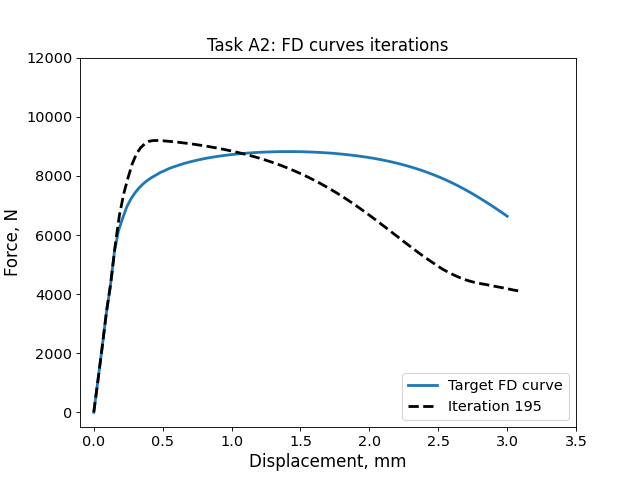 Task A2: FD curves iterations
12000
10000
8000
6000
4000
2000
0
Force, N
Target FD curve
Iteration 195
0.0 0.5 1.0 1.5 2.0 2.5 3.0 3.5
Displacement, mm